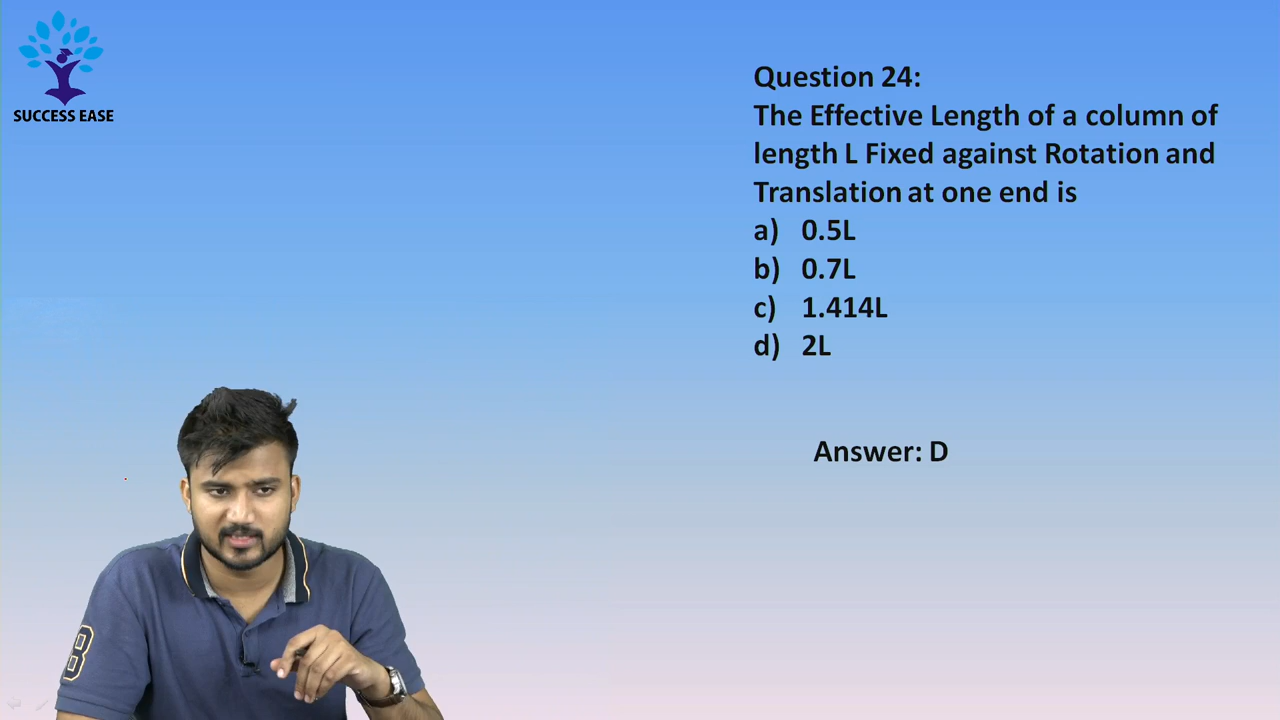 SUCCESS EASE
Question 24:
The Effective Length of a column of
length L Fixed against Rotation and
Translation at one end is
a) 0.5L
b) 0.7L
c) 1.414L
d) 2L
Answer: D
B